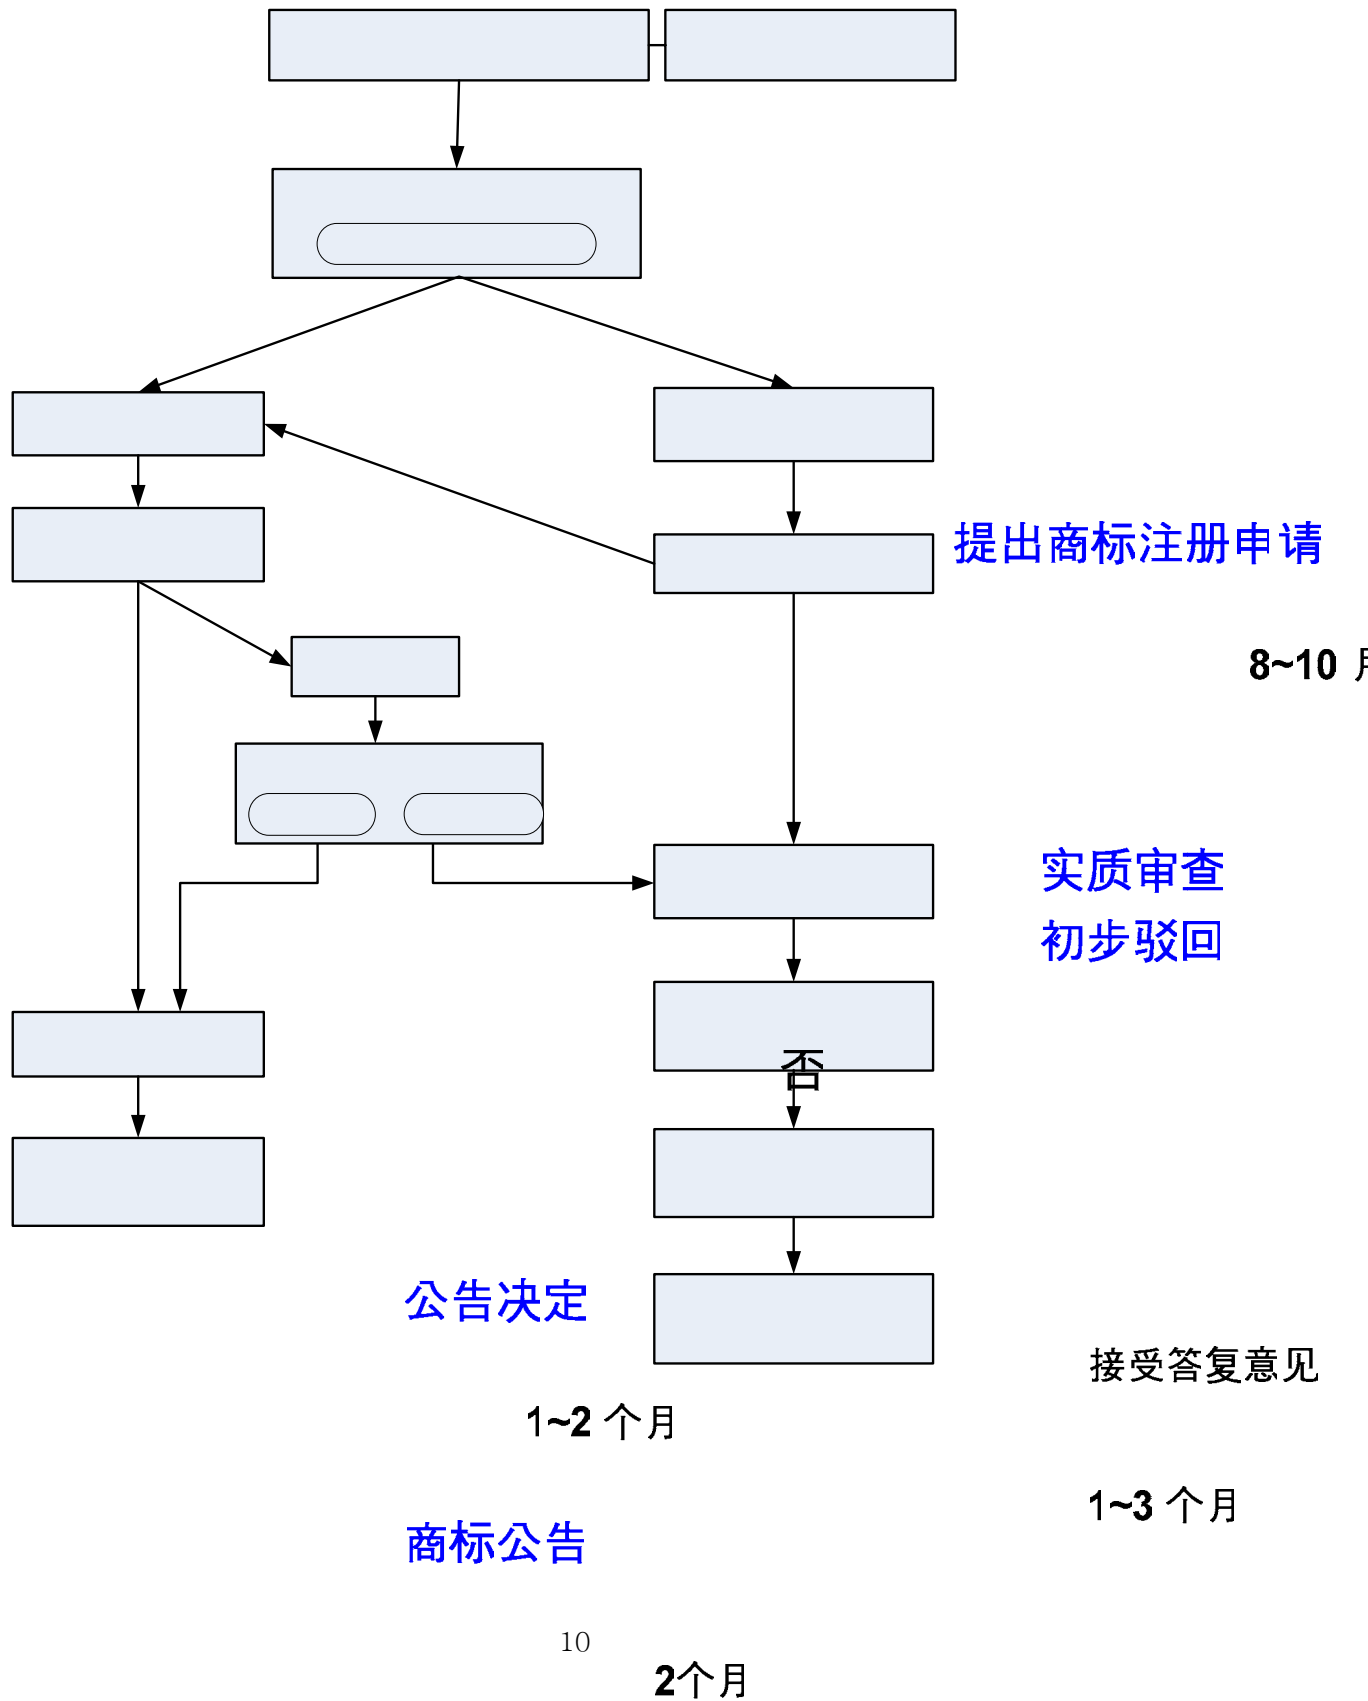 提出商标注册申请
8~10 月
实质审查
初步驳回
否
公告决定
接受答复意见
1~2 个月
1~3 个月
商标公告
10
2个月